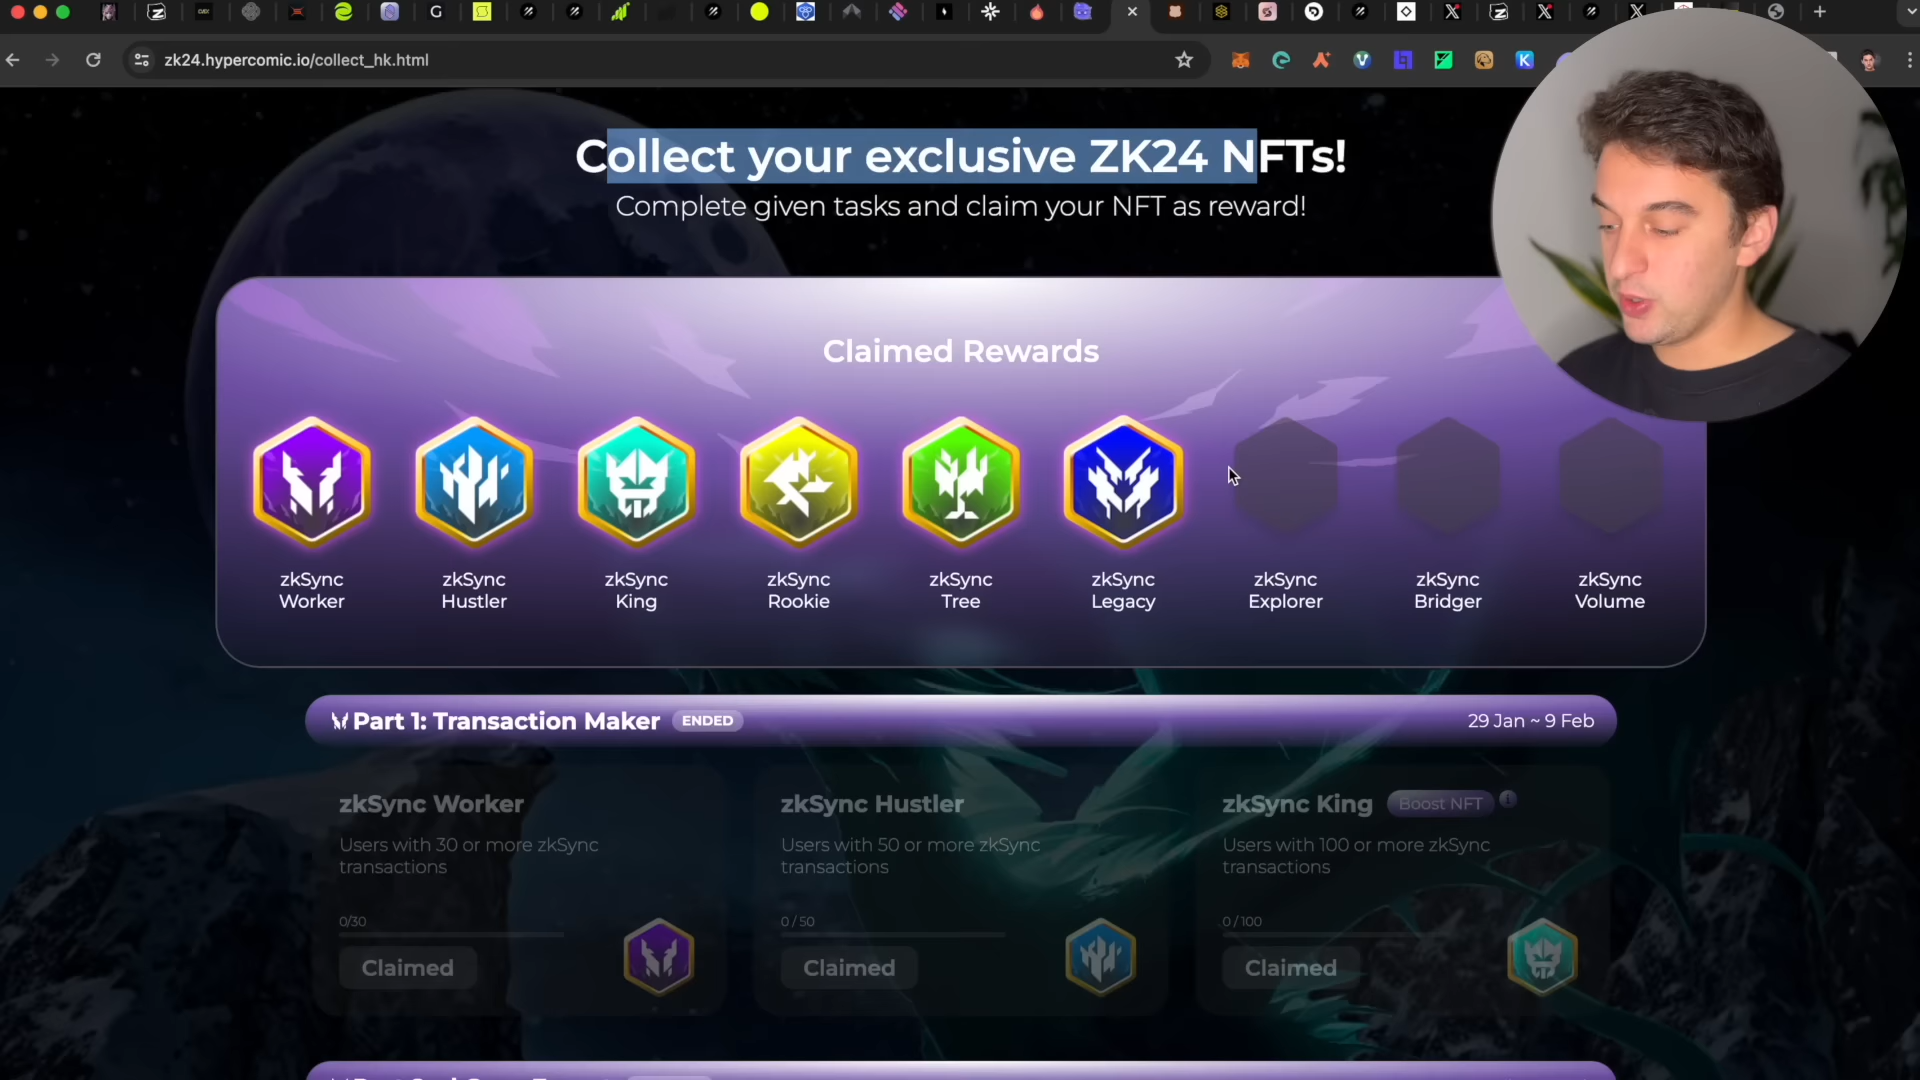 zk24.hypercomic.io/collect_hk.html
Collect your exclusive ZK24 NFTs!
Complete given tasks and claim your NFT as reward!
Claimed Rewards
zkSync
Worker
zkSync
Hustler
zkSync
King
zkSync
Rookie
zkSync
Tree
zkSync
Legacy
zkSync
Explorer
zkSync
Bridger
zkSync
Volume
Part 1: Transaction Maker ENDED 29 Jan ~ 9 Feb
zkSync Worker
Users with 30 or more zkSync
transactions
0/30
Claimed
zkSync Hustler
Users with 50 or more zkSync
transactions
0 / 50
Claimed
zkSync King Boost NFT
Users with 100 or more zkSync
transactions
0 / 100
Claimed